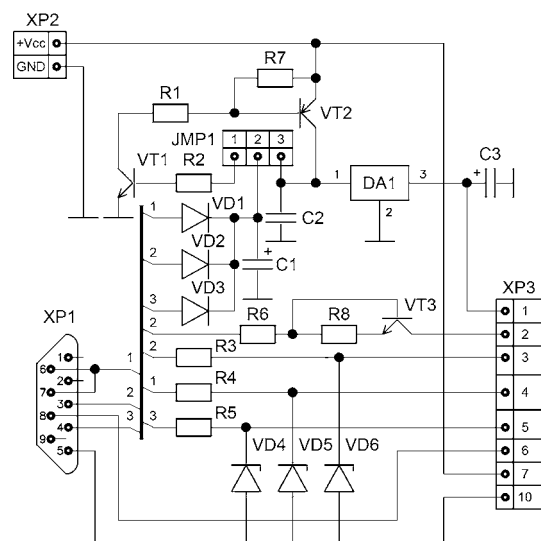 XP2
+Vcc
GND
R7
R1
VT2
JMP1
1 2 3
C3
VT1
R2
1 DA1 3
+
2
1 VD1
C2
2 VD2
+
C1
3 VD3
XP3
VT3
2 R6 R8
1
XP1
2
2 R3
3
1
6
1
2
1 R4
4
7
2
3
3 3 R5
5
8
4
VD4 VD5 VD6
6
9
5
7
10